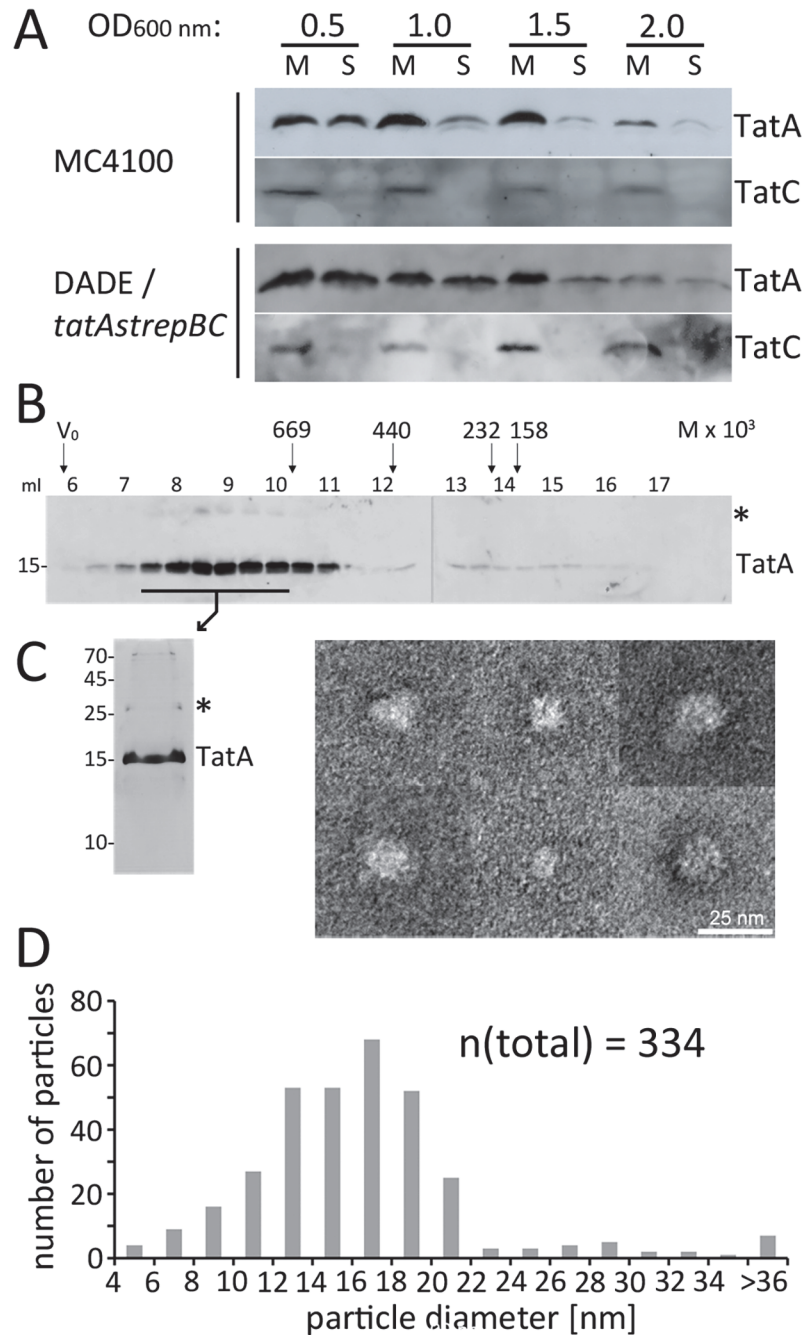 A OD600 nm: 0.5 1.0 1.5 2.0
M S M S M S M S
MC4100
TatA
TatC
DADE /
tatAstrepBC
TatA
TatC
B
V₀ 669 440 232 158 M x 10³
ml 6 7 8 9 10 11 12 13 14 15 16 17
*
15- TatA
C
70-
45-
25- *
15- TatA
10-
25 nm
D
number of particles
80
60
40
20
0
n(total) = 334
4 6 8 10 12 14 16 18 20 22 24 26 28 30 32 34 >36
particle diameter [nm]